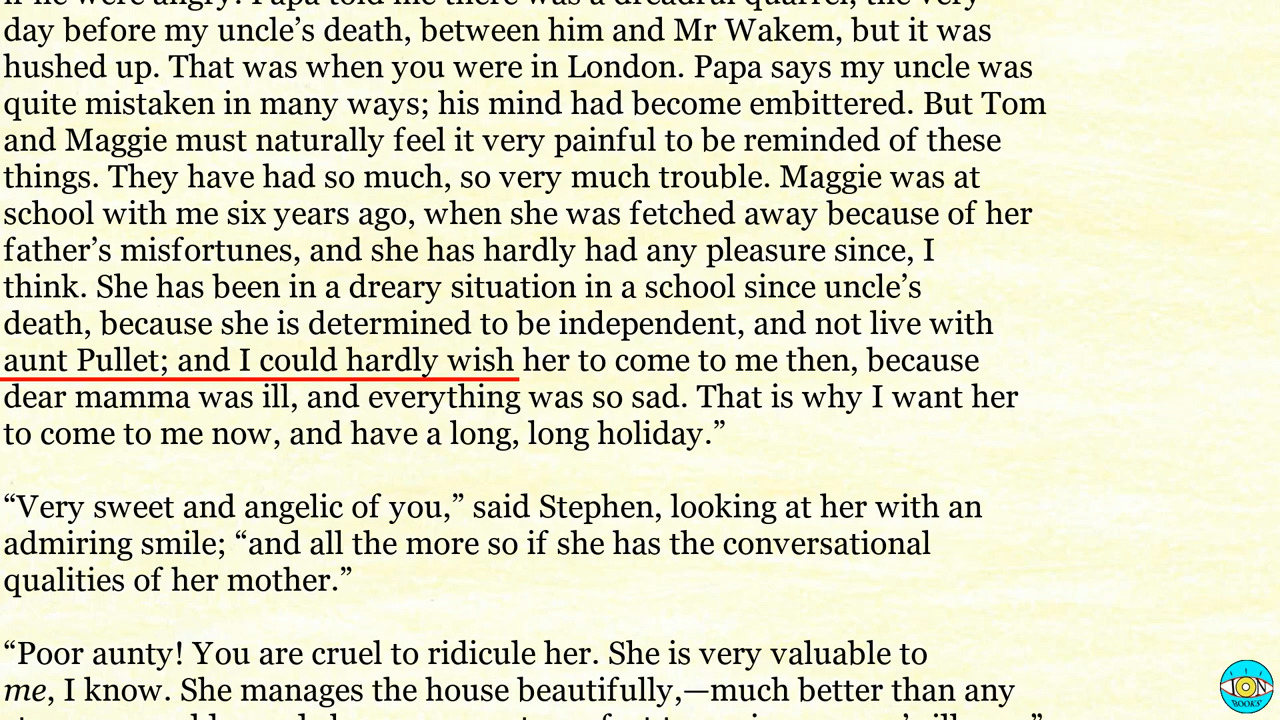 day before my uncle’s death, between him and Mr Wakem, but it was
hushed up. That was when you were in London. Papa says my uncle was
quite mistaken in many ways; his mind had become embittered. But Tom
and Maggie must naturally feel it very painful to be reminded of these
things. They have had so much, so very much trouble. Maggie was at
school with me six years ago, when she was fetched away because of her
father’s misfortunes, and she has hardly had any pleasure since, I
think. She has been in a dreary situation in a school since uncle’s
death, because she is determined to be independent, and not live with
aunt Pullet; and I could hardly wish her to come to me then, because
dear mamma was ill, and everything was so sad. That is why I want her
to come to me now, and have a long, long holiday.”
“Very sweet and angelic of you,” said Stephen, looking at her with an
admiring smile; “and all the more so if she has the conversational
qualities of her mother.”
“Poor aunty! You are cruel to ridicule her. She is very valuable to
me, I know. She manages the house beautifully,—much better than any
ION
BOOKS